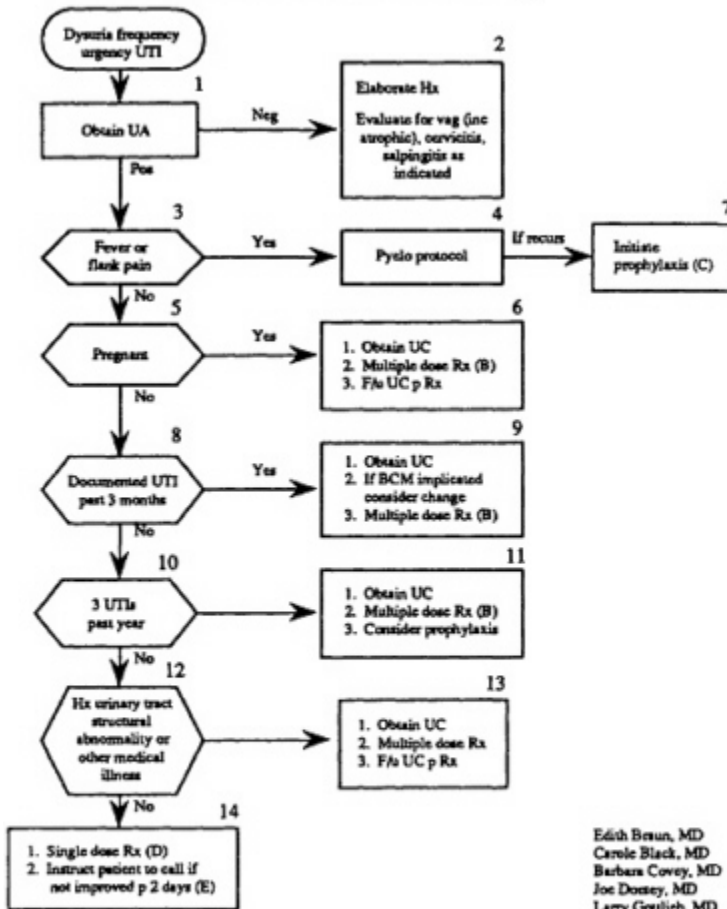 Dysuria frequency
urgency UTI
1
Obtain UA
Neg
Pos
2
Elaborate Hx
Evaluate for vag (inc
atrophic), cervicitis,
salpingitis as
indicated
3
Fever or
flank pain
Yes
No
4
Pyelo protocol
If recurs
7
Initiate
prophylaxis (C)
5
Pregnant
Yes
No
6
1. Obtain UC
2. Multiple dose Rx (B)
3. F/u UC p Rx
8
Documented UTI
past 3 months
Yes
No
9
1. Obtain UC
2. If BCM implicated
consider change
3. Multiple dose Rx (B)
10
3 UTIs
past year
No
11
1. Obtain UC
2. Multiple dose Rx (B)
3. Consider prophylaxis
12
Hx urinary tract
structural
abnormality or
other medical
illness
No
13
1. Obtain UC
2. Multiple dose Rx
3. F/u UC p Rx
14
1. Single dose Rx (D)
2. Instruct patient to call if
not improved p 2 days (E)
Edith Braun, MD
Carole Black, MD
Barbara Covey, MD
Joe Dorsey, MD
Larry Gottlieb, MD